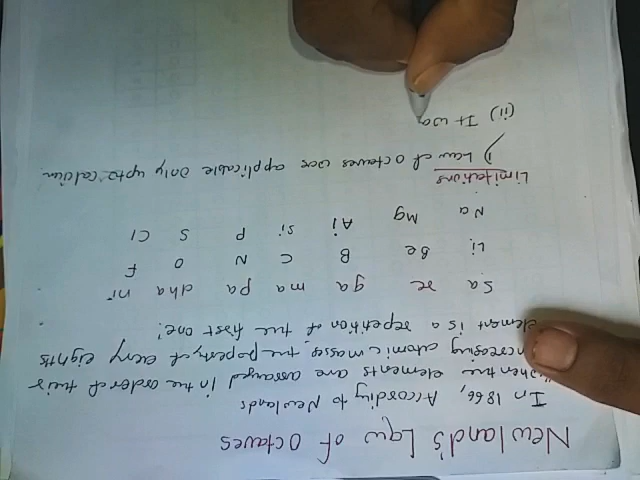 Newland's Law of Octaves
In 1866, According to Newlands
"when the elements are arranged in the order of their
increasing atomic masses, the property of every eights
element is a repetition of the first one".
Sa re ga ma pa dha ni
Li Be B C N O F
Na Mg Al Si P S Cl
Limitations
i) Law of Octaves was applicable only upto calcium
(ii) It wa